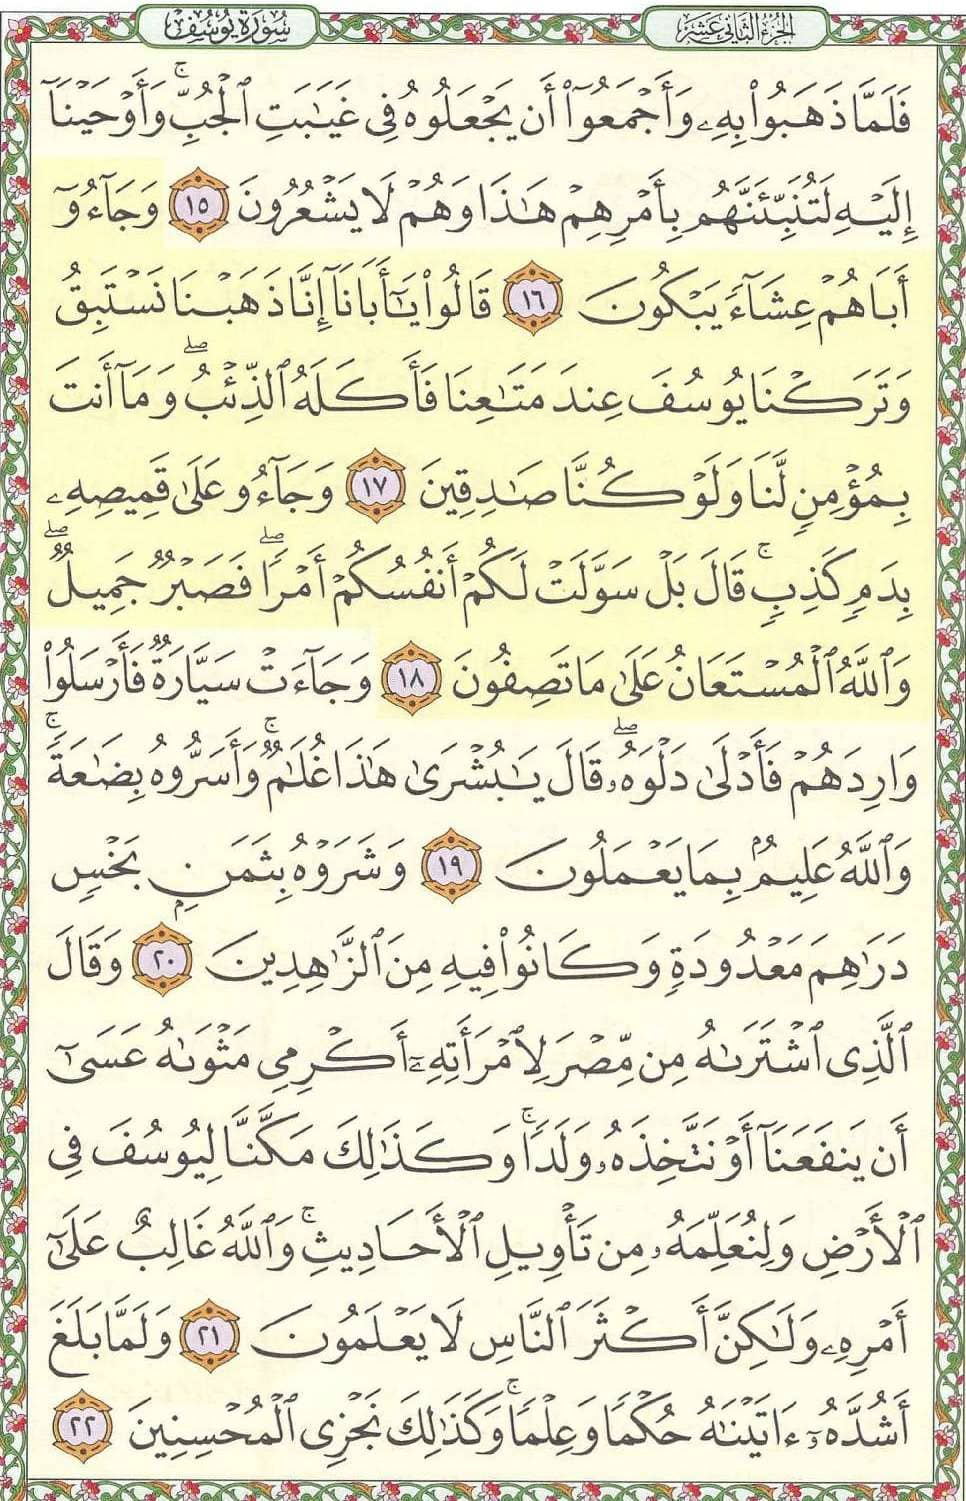 الجزء الثاني عشر
سورة يوسف
فَلَمَّا ذَهَبُوا۟ بِهِۦ وَأَجْمَعُوٓا۟ أَن يَجْعَلُوهُ فِى غَيَـٰبَتِ ٱلْجُبِّ ۚ وَأَوْحَيْنَآ
إِلَيْهِ لَتُنَبِّئَنَّهُم بِأَمْرِهِمْ هَـٰذَا وَهُمْ لَا يَشْعُرُونَ ١٥ وَجَآءُوٓ
أَبَاهُمْ عِشَآءً يَبْكُونَ ١٦ قَالُوا۟ يَـٰٓأَبَانَآ إِنَّا ذَهَبْنَا نَسْتَبِقُ
وَتَرَكْنَا يُوسُفَ عِندَ مَتَـٰعِنَا فَأَكَلَهُ ٱلذِّئْبُ ۖ وَمَآ أَنتَ
بِمُؤْمِنٍ لَّنَا وَلَوْ كُنَّا صَـٰدِقِينَ ١٧ وَجَآءُو عَلَىٰ قَمِيصِهِۦ
بِدَمٍ كَذِبٍ ۚ قَالَ بَلْ سَوَّلَتْ لَكُمْ أَنفُسُكُمْ أَمْرًا ۖ فَصَبْرٌ جَمِيلٌ ۖ
وَٱللَّهُ ٱلْمُسْتَعَانُ عَلَىٰ مَا تَصِفُونَ ١٨ وَجَآءَتْ سَيَّارَةٌ فَأَرْسَلُوا۟
وَارِدَهُمْ فَأَدْلَىٰ دَلْوَهُۥ ۖ قَالَ يَـٰبُشْرَىٰ هَـٰذَا غُلَـٰمٌ ۚ وَأَسَرُّوهُ بِضَـٰعَةً ۚ
وَٱللَّهُ عَلِيمٌۢ بِمَا يَعْمَلُونَ ١٩ وَشَرَوْهُ بِثَمَنٍۭ بَخْسٍ
دَرَٰهِمَ مَعْدُودَةٍ وَكَانُوا۟ فِيهِ مِنَ ٱلزَّٰهِدِينَ ٢٠ وَقَالَ
ٱلَّذِى ٱشْتَرَىٰهُ مِن مِّصْرَ لِٱمْرَأَتِهِۦٓ أَكْرِمِى مَثْوَىٰهُ عَسَىٰٓ
أَن يَنفَعَنَآ أَوْ نَتَّخِذَهُۥ وَلَدًا ۚ وَكَذَٰلِكَ مَكَّنَّا لِيُوسُفَ فِى
ٱلْأَرْضِ وَلِنُعَلِّمَهُۥ مِن تَأْوِيلِ ٱلْأَحَادِيثِ ۚ وَٱللَّهُ غَالِبٌ عَلَىٰٓ
أَمْرِهِۦ وَلَـٰكِنَّ أَكْثَرَ ٱلنَّاسِ لَا يَعْلَمُونَ ٢١ وَلَمَّا بَلَغَ
أَشُدَّهُۥٓ ءَاتَيْنَـٰهُ حُكْمًا وَعِلْمًا ۚ وَكَذَٰلِكَ نَجْزِى ٱلْمُحْسِنِينَ ٢٢